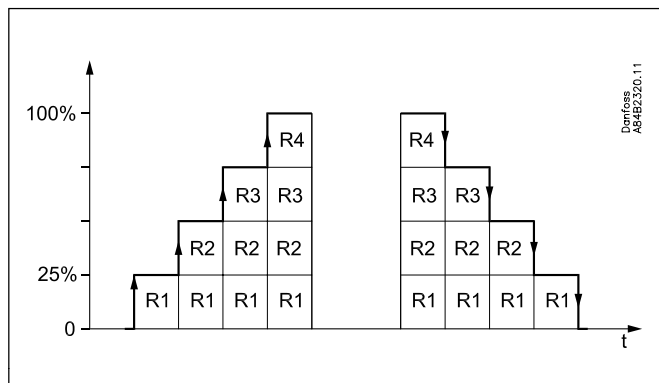 Danfoss
A84B2320.11
100%
R4
R4
R3 R3
R3 R3
R2 R2 R2
R2 R2 R2
25%
R1 R1 R1 R1
R1 R1 R1 R1
0
t